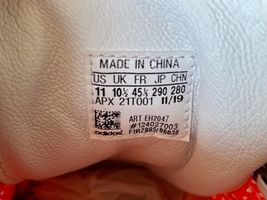 MADE IN CHINA
US UK FR JP CHN
11 10½ 45⅓ 290 280
APX 21T001 11/19
ART EH2047
#124027003
adidas